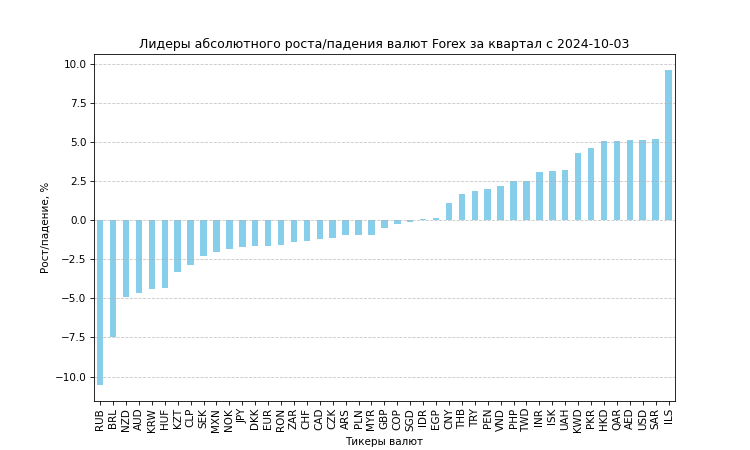 Лидеры абсолютного роста/падения валют Forex за квартал с 2024-10-03
10.0
7.5
5.0
2.5
0.0
−2.5
−5.0
−7.5
−10.0
Рост/падение, %
RUB BRL NZD AUD KRW HUF KZT CLP SEK MXN NOK JPY DKK EUR RON ZAR CHF CAD CZK ARS PLN MYR GBP COP SGD IDR EGP CNY THB TRY PEN VND PHP TWD INR ISK UAH KWD PKR HKD QAR AED USD SAR ILS
Тикеры валют